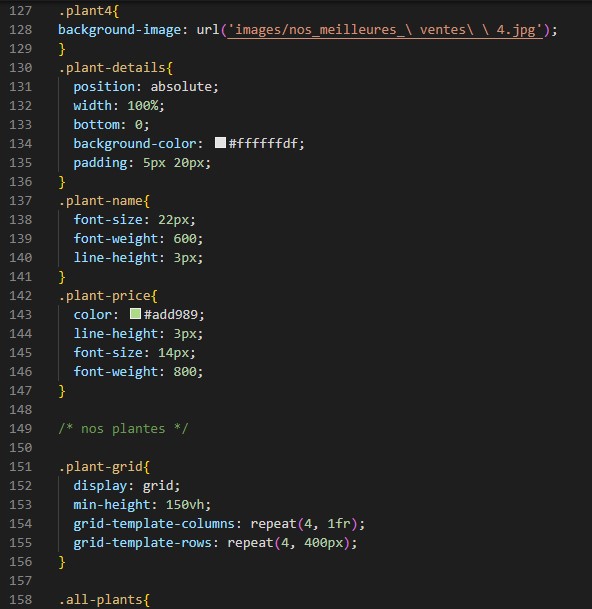 127 .plant4{
128 background-image: url('images/nos_meilleures_\ ventes\ \ 4.jpg');
129 }
130 .plant-details{
131 position: absolute;
132 width: 100%;
133 bottom: 0;
134 background-color: #ffffffdf;
135 padding: 5px 20px;
136 }
137 .plant-name{
138 font-size: 22px;
139 font-weight: 600;
140 line-height: 3px;
141 }
142 .plant-price{
143 color: #add989;
144 line-height: 3px;
145 font-size: 14px;
146 font-weight: 800;
147 }
148
149 /* nos plantes */
150
151 .plant-grid{
152 display: grid;
153 min-height: 150vh;
154 grid-template-columns: repeat(4, 1fr);
155 grid-template-rows: repeat(4, 400px);
156 }
157
158 .all-plants{